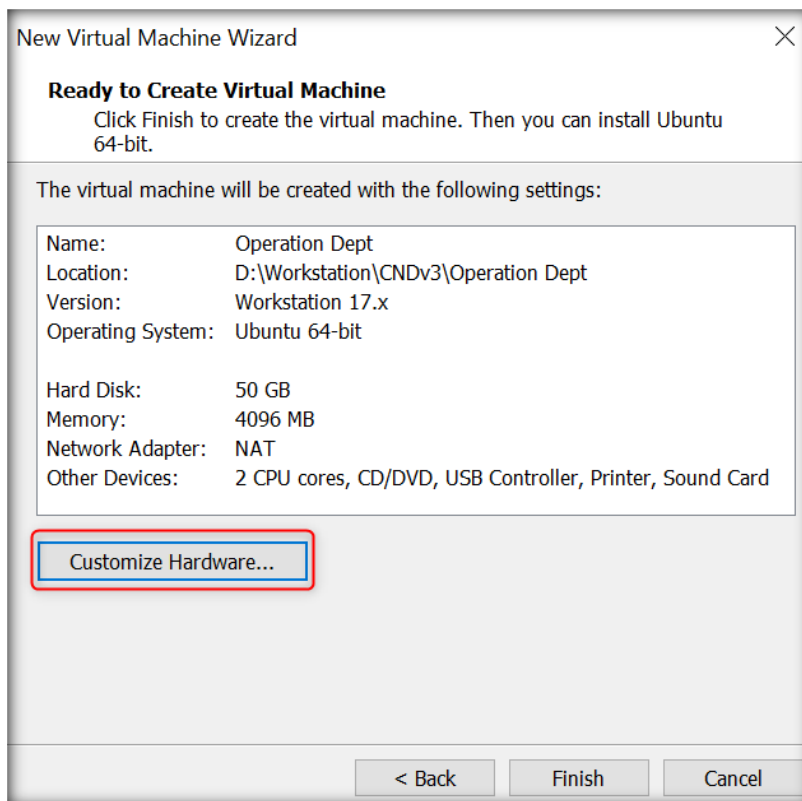 New Virtual Machine Wizard
Ready to Create Virtual Machine
Click Finish to create the virtual machine. Then you can install Ubuntu
64-bit.
The virtual machine will be created with the following settings:
Name: Operation Dept
Location: D:\Workstation\CNDv3\Operation Dept
Version: Workstation 17.x
Operating System: Ubuntu 64-bit
Hard Disk: 50 GB
Memory: 4096 MB
Network Adapter: NAT
Other Devices: 2 CPU cores, CD/DVD, USB Controller, Printer, Sound Card
Customize Hardware...
< Back Finish Cancel